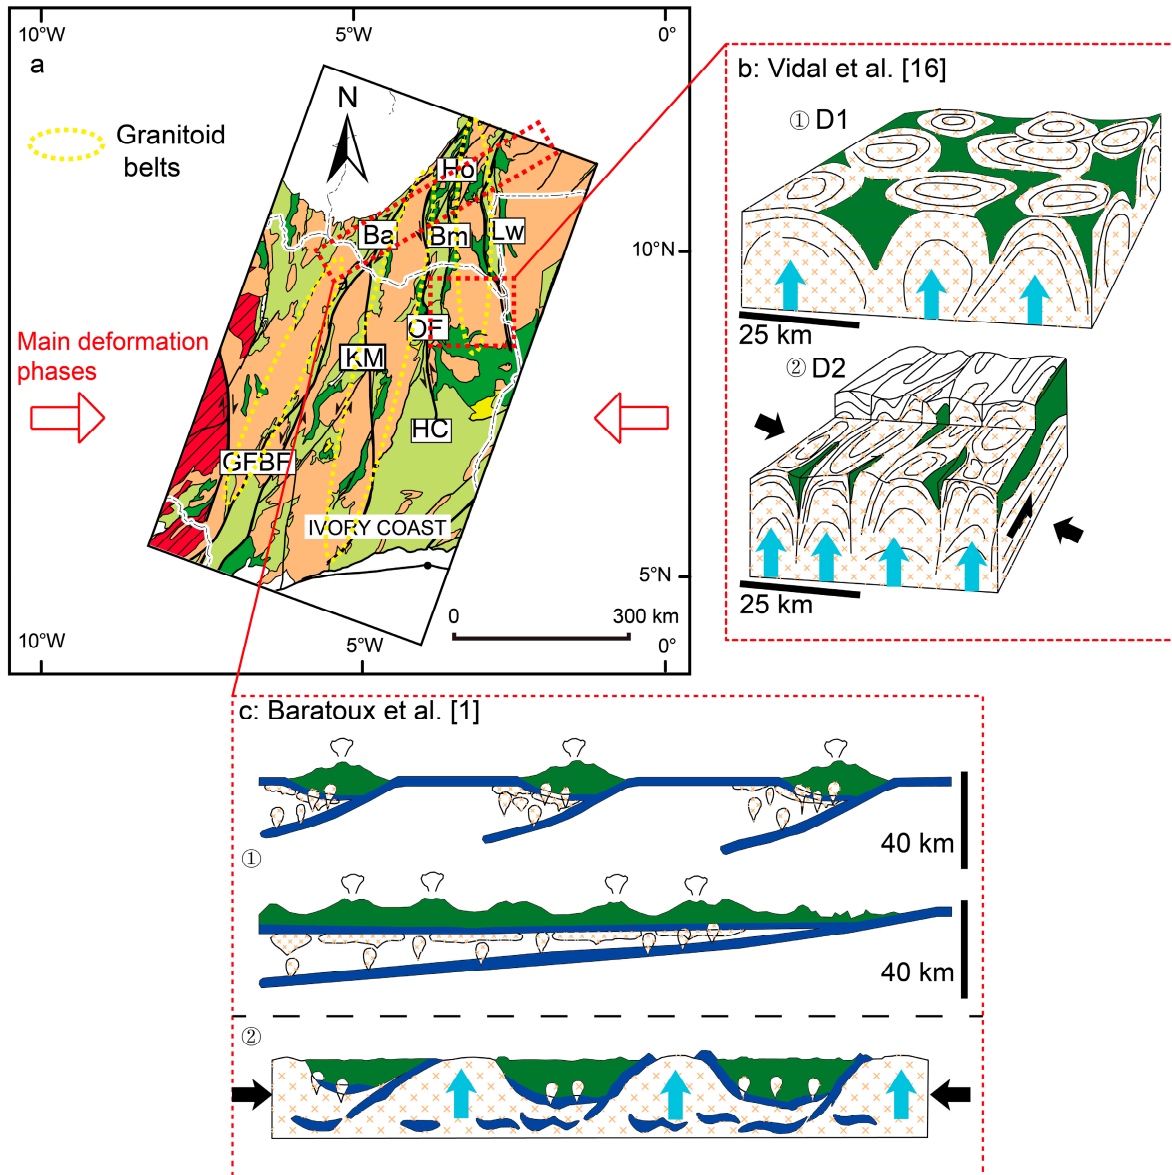 10°W
5°W
0°
a
N
Granitoid
belts
Ho
Ba
Bm
Lw
10°N
Main deformation
phases
OF
KM
HC
GFBF
IVORY COAST
5°N
0
300 km
10°W
5°W
0°
b: Vidal et al. [16]
① D1
25 km
② D2
25 km
c: Baratoux et al. [1]
40 km
①
40 km
②